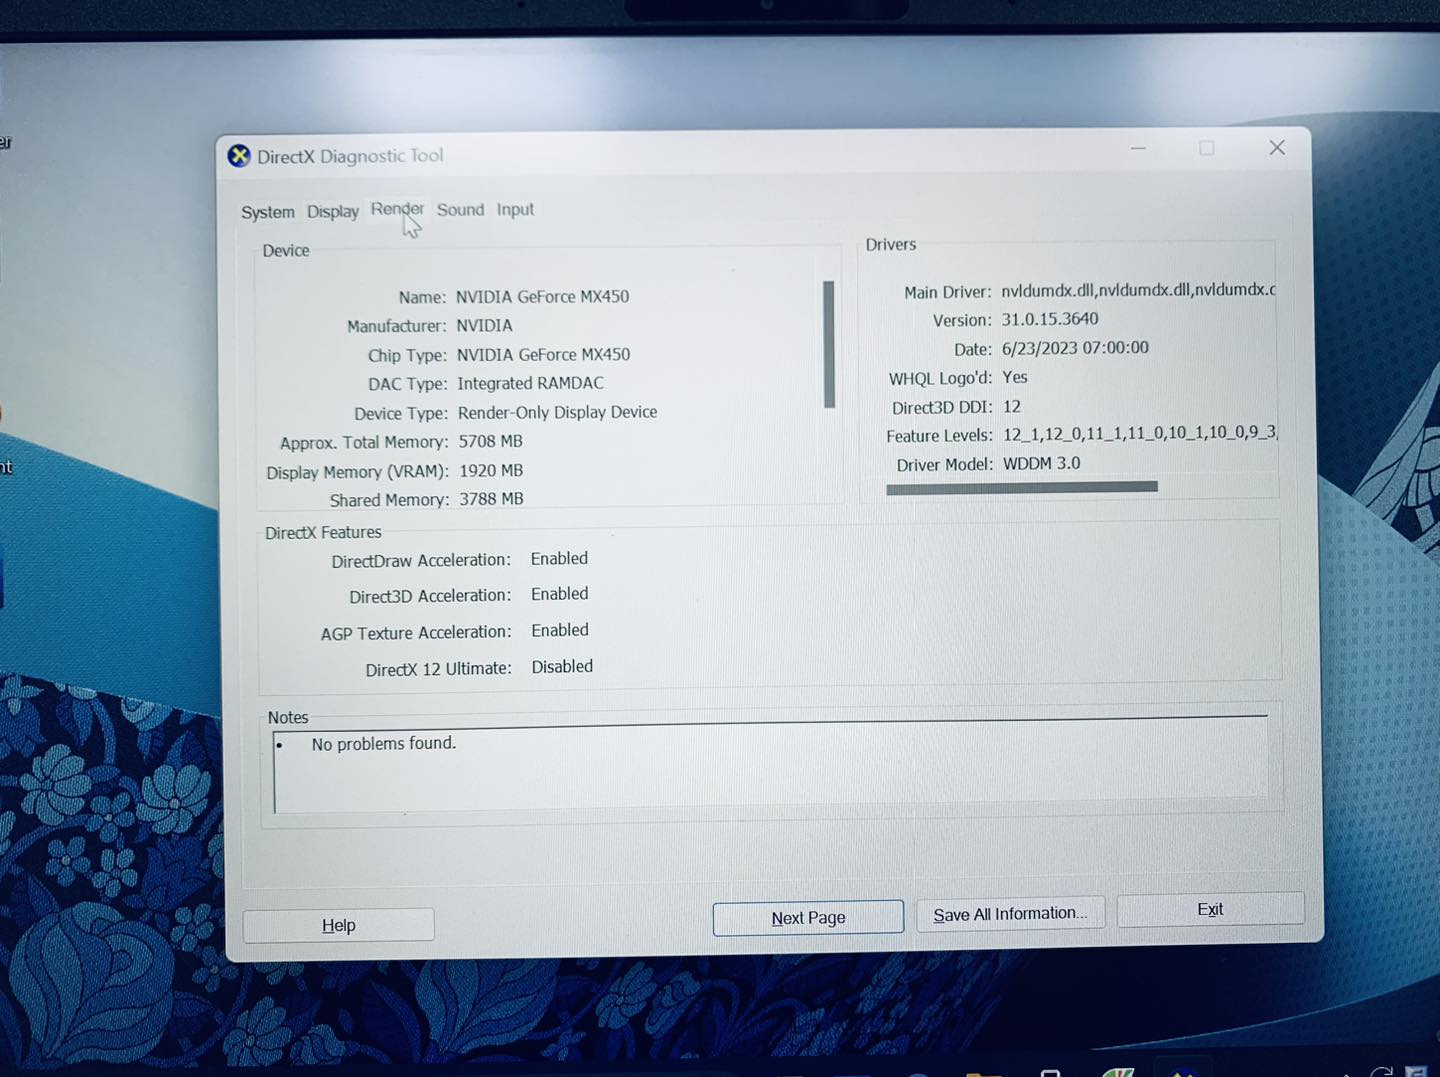 er
nt
DirectX Diagnostic Tool
System Display Render Sound Input
Device
Name: NVIDIA GeForce MX450
Manufacturer: NVIDIA
Chip Type: NVIDIA GeForce MX450
DAC Type: Integrated RAMDAC
Device Type: Render-Only Display Device
Approx. Total Memory: 5708 MB
Display Memory (VRAM): 1920 MB
Shared Memory: 3788 MB
Drivers
Main Driver: nvldumdx.dll,nvldumdx.dll,nvldumdx.c
Version: 31.0.15.3640
Date: 6/23/2023 07:00:00
WHQL Logo'd: Yes
Direct3D DDI: 12
Feature Levels: 12_1,12_0,11_1,11_0,10_1,10_0,9_3,
Driver Model: WDDM 3.0
DirectX Features
DirectDraw Acceleration: Enabled
Direct3D Acceleration: Enabled
AGP Texture Acceleration: Enabled
DirectX 12 Ultimate: Disabled
Notes
• No problems found.
Help
Next Page
Save All Information...
Exit